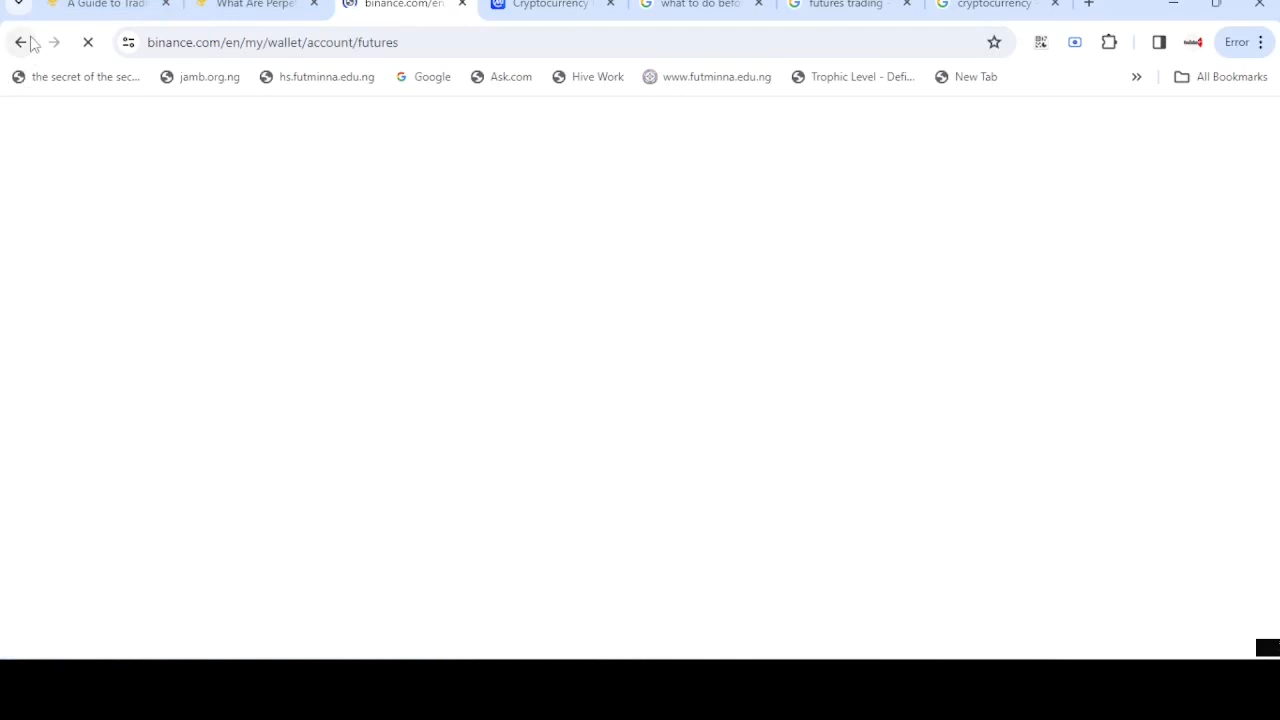 A Guide to Tradi
What Are Perpe
binance.com/en
Cryptocurrency
what to do befo
futures trading -
cryptocurrency -
binance.com/en/my/wallet/account/futures
Error
the secret of the sec...
jamb.org.ng
hs.futminna.edu.ng
Google
Ask.com
Hive Work
www.futminna.edu.ng
Trophic Level - Defi...
New Tab
All Bookmarks